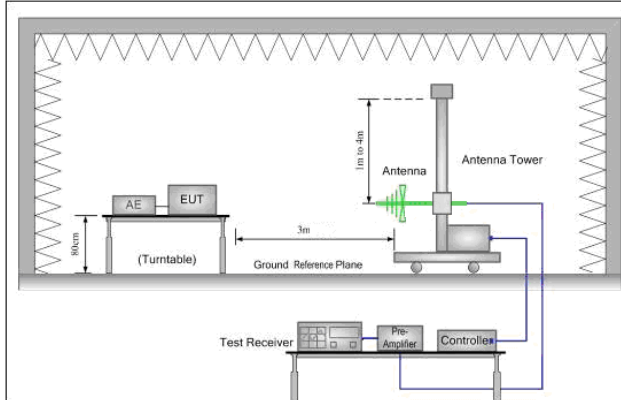 1m to 4m
Antenna
Antenna Tower
AE
EUT
80cm
(Turntable)
3m
Ground Reference Plane
Test Receiver
Pre-
Amplifier
Controller